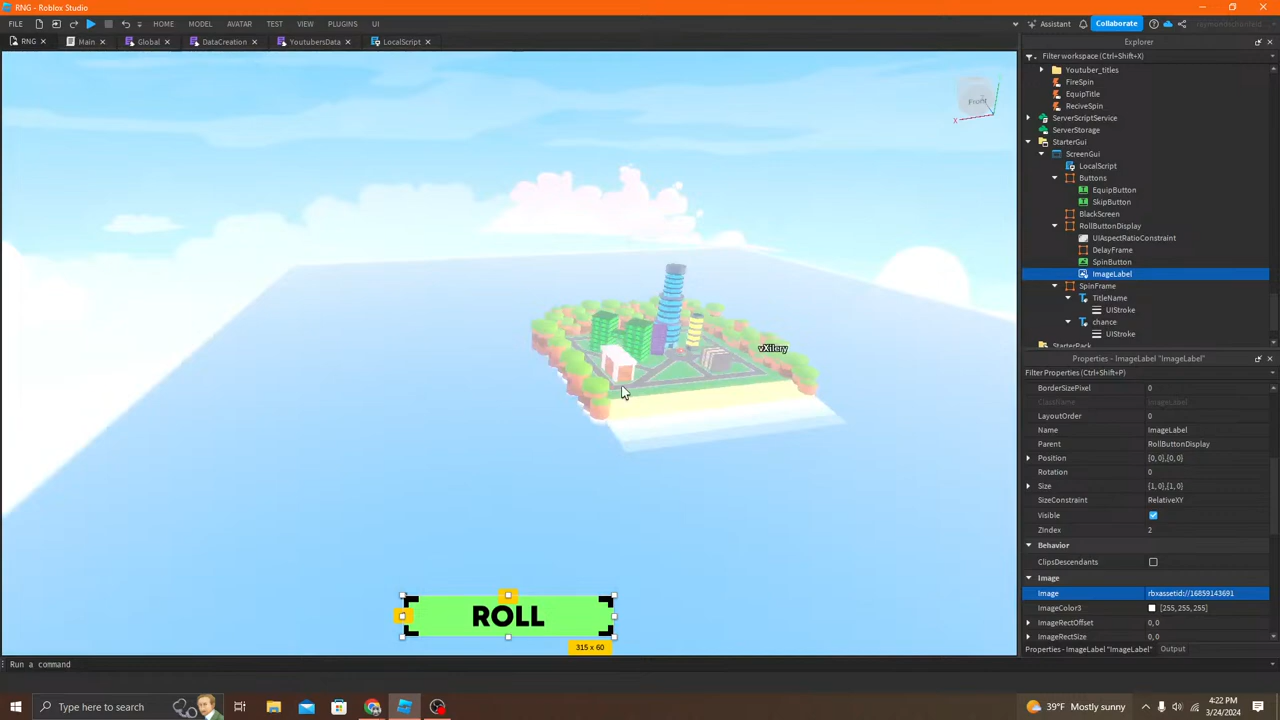 RNG - Roblox Studio
FILE HOME MODEL AVATAR TEST VIEW PLUGINS UI Assistant Collaborate
RNG Main Global DataCreation YoutubersData LocalScript
Explorer
Filter workspace (Ctrl+Shift+X)
Youtuber_titles
FireSpin
EquipTitle
ReciveSpin
ServerScriptService
ServerStorage
StarterGui
ScreenGui
LocalScript
Buttons
EquipButton
SkipButton
BlackScreen
RollButtonDisplay
UIAspectRatioConstraint
DelayFrame
SpinButton
ImageLabel
SpinFrame
TitleName
UIStroke
chance
UIStroke
StarterPack
Front
X
vXilery
ROLL
315 x 60
Properties - ImageLabel "ImageLabel"
Filter Properties (Ctrl+Shift+P)
BorderSizePixel 0
ClassName ImageLabel
LayoutOrder 0
Name ImageLabel
Parent RollButtonDisplay
Position {0, 0},{0, 0}
Rotation 0
Size {1, 0},{1, 0}
SizeConstraint RelativeXY
Visible
ZIndex 2
Behavior
ClipsDescendants
Image
Image rbxassetid://16859143691
ImageColor3 [255, 255, 255]
ImageRectOffset 0, 0
ImageRectSize 0, 0
Properties - ImageLabel "ImageLabel" Output
Run a command
Type here to search
39°F Mostly sunny
4:22 PM
3/24/2024